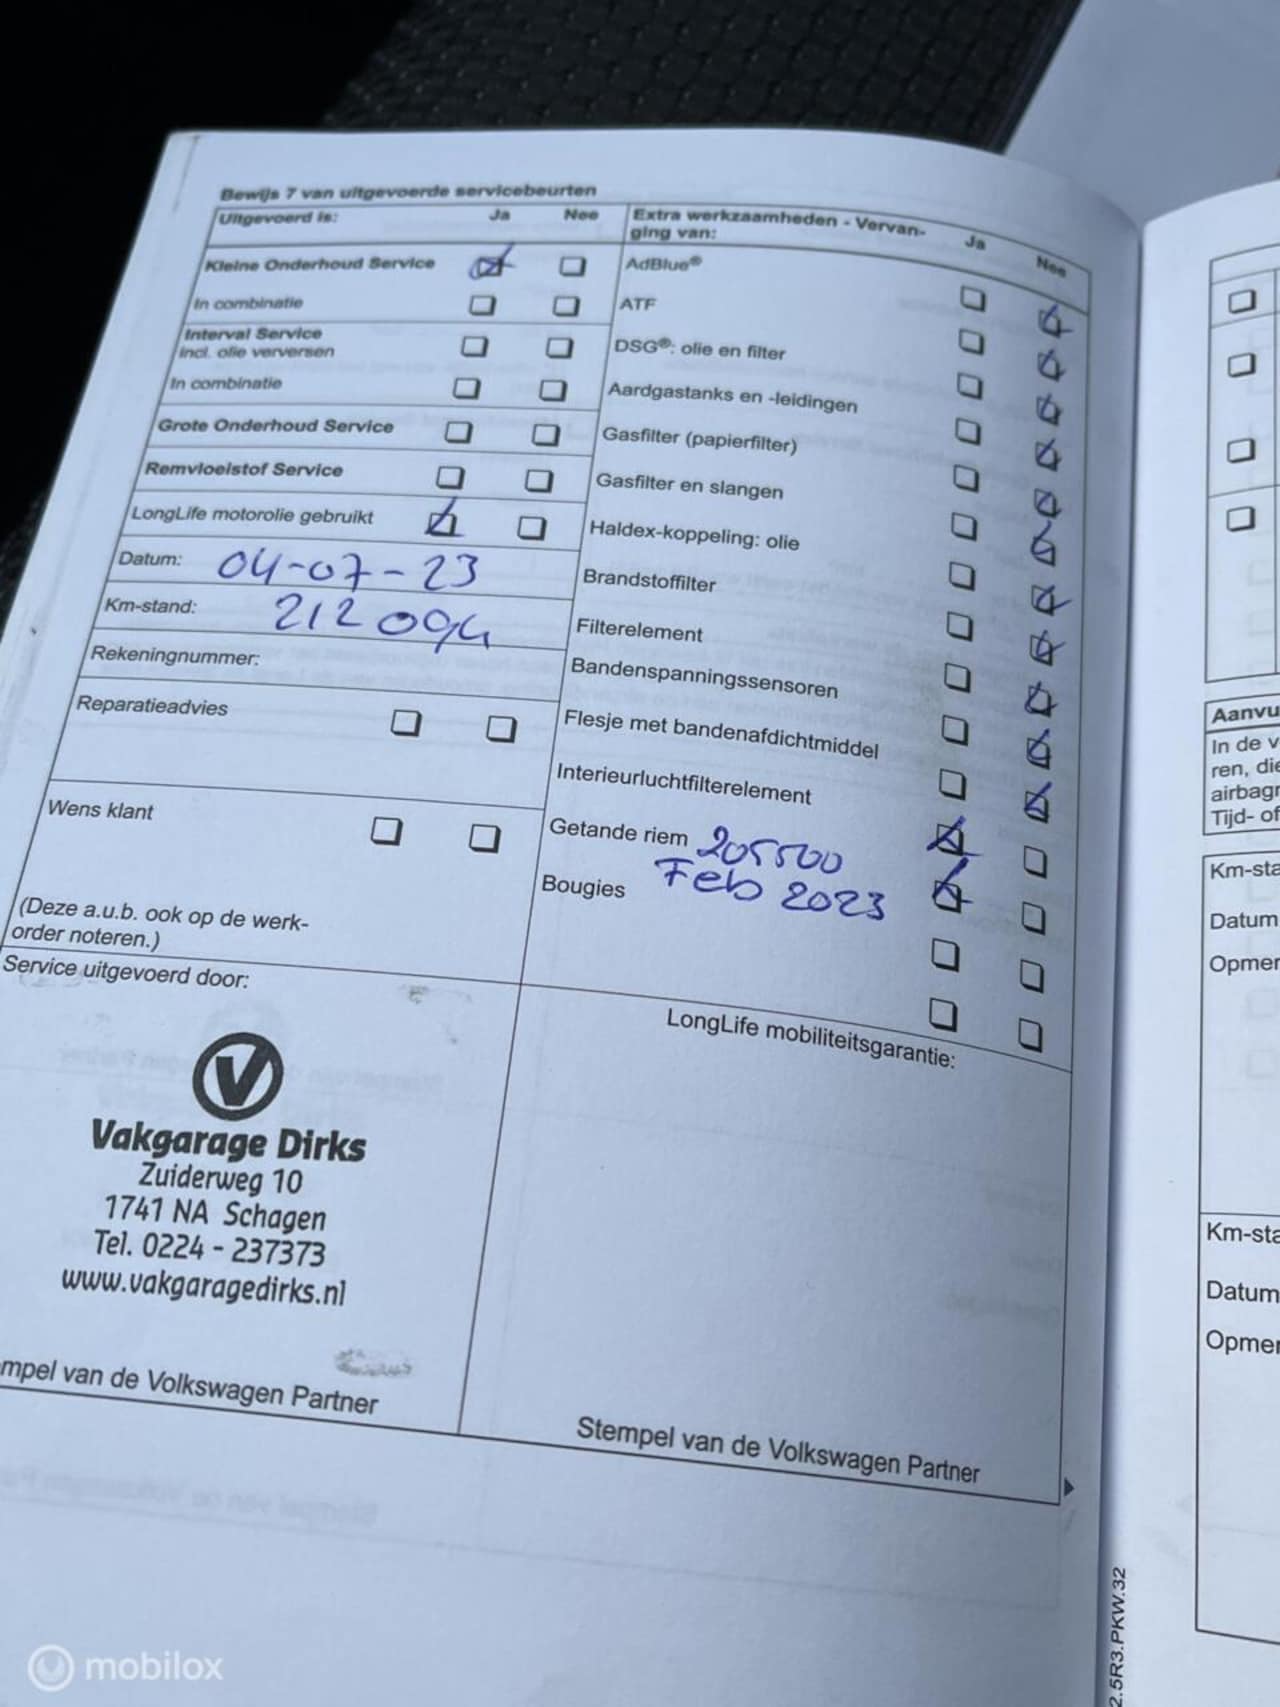 Bewijs 7 van uitgevoerde servicebeurten
Uitgevoerd is: Ja Nee
Kleine Onderhoud Service
In combinatie
Interval Service
incl. olie verversen
In combinatie
Grote Onderhoud Service
Remvloeistof Service
LongLife motorolie gebruikt
Datum: 04-07-23
Km-stand: 212094
Rekeningnummer:
Reparatieadvies
Wens klant
(Deze a.u.b. ook op de werk-
order noteren.)
Extra werkzaamheden - Vervan-
ging van: Ja Nee
AdBlue®
ATF
DSG®: olie en filter
Aardgastanks en -leidingen
Gasfilter (papierfilter)
Gasfilter en slangen
Haldex-koppeling: olie
Brandstoffilter
Filterelement
Bandenspanningssensoren
Flesje met bandenafdichtmiddel
Interieurluchtfilterelement
Getande riem 205500
Feb 2023
Bougies
Service uitgevoerd door:
V
Vakgarage Dirks
Zuiderweg 10
1741 NA Schagen
Tel. 0224 - 237373
www.vakgaragedirks.nl
mpel van de Volkswagen Partner
LongLife mobiliteitsgarantie:
Stempel van de Volkswagen Partner
2.5R3.PKW.32
Aanvu
In de v
ren, die
airbagr
Tijd- of
Km-sta
Datum
Opmer
Km-sta
Datum
Opmer
mobilox